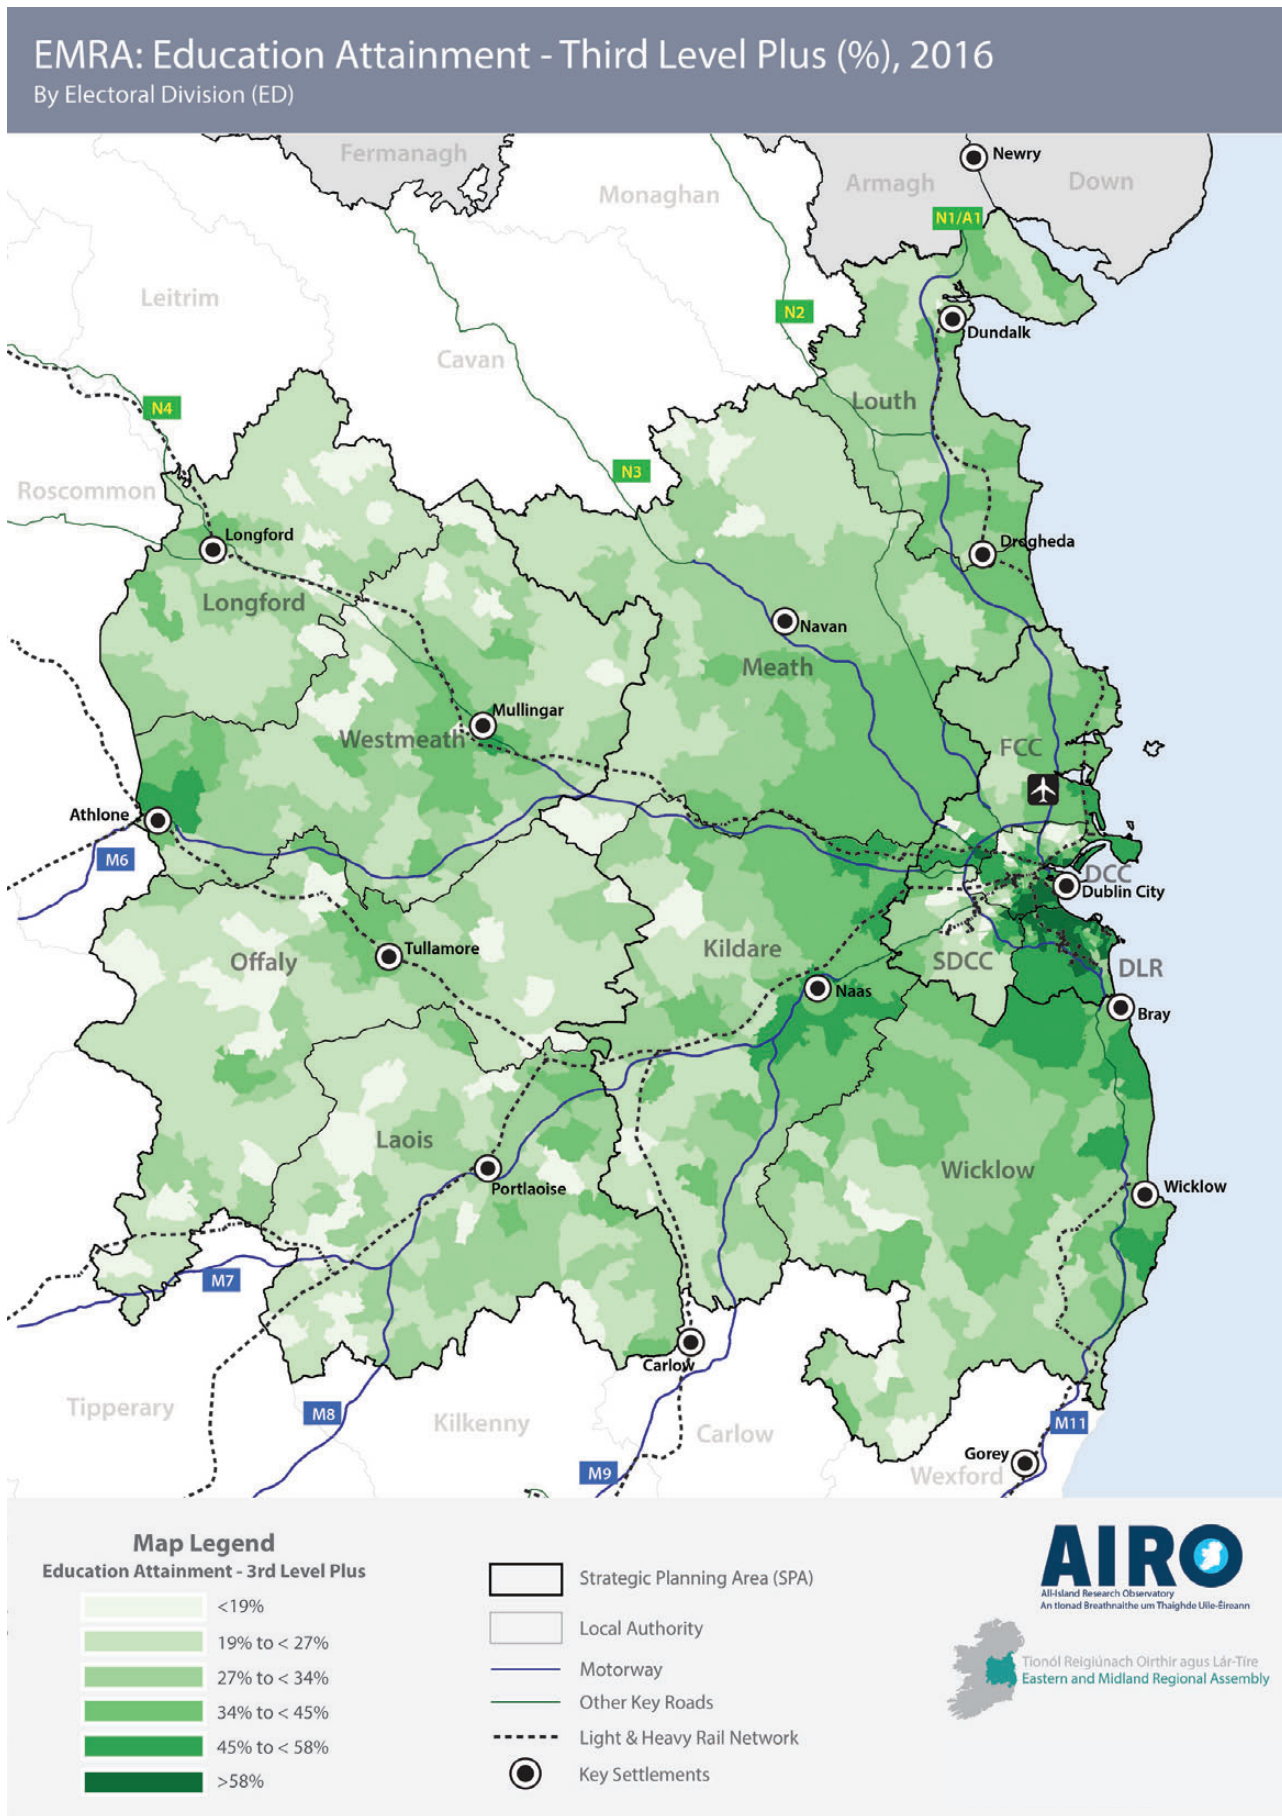 EMRA: Education Attainment - Third Level Plus (%), 2016
By Electoral Division (ED)
Fermanagh
Newry
Monaghan
Armagh
Down
N1/A1
Leitrim
N2
Dundalk
Cavan
N4
Louth
N3
Roscommon
Longford
Drogheda
Longford
Navan
Meath
Mullingar
Westmeath
FCC
Athlone
M6
DCC
Dublin City
Tullamore
Kildare
Offaly
SDCC
DLR
Naas
Bray
Laois
Wicklow
Portlaoise
Wicklow
M7
Carlow
Tipperary
M8
Kilkenny
Carlow
M11
Gorey
M9
Wexford
Map Legend
Education Attainment - 3rd Level Plus
<19%
19% to < 27%
27% to < 34%
34% to < 45%
45% to < 58%
>58%
Strategic Planning Area (SPA)
Local Authority
Motorway
Other Key Roads
Light & Heavy Rail Network
Key Settlements
AIRO
All-Island Research Observatory
An tIonad Breathnaithe um Thaighde Uile-Éireann
Tionól Reigiúnach Oirthir agus Lár-Tíre
Eastern and Midland Regional Assembly